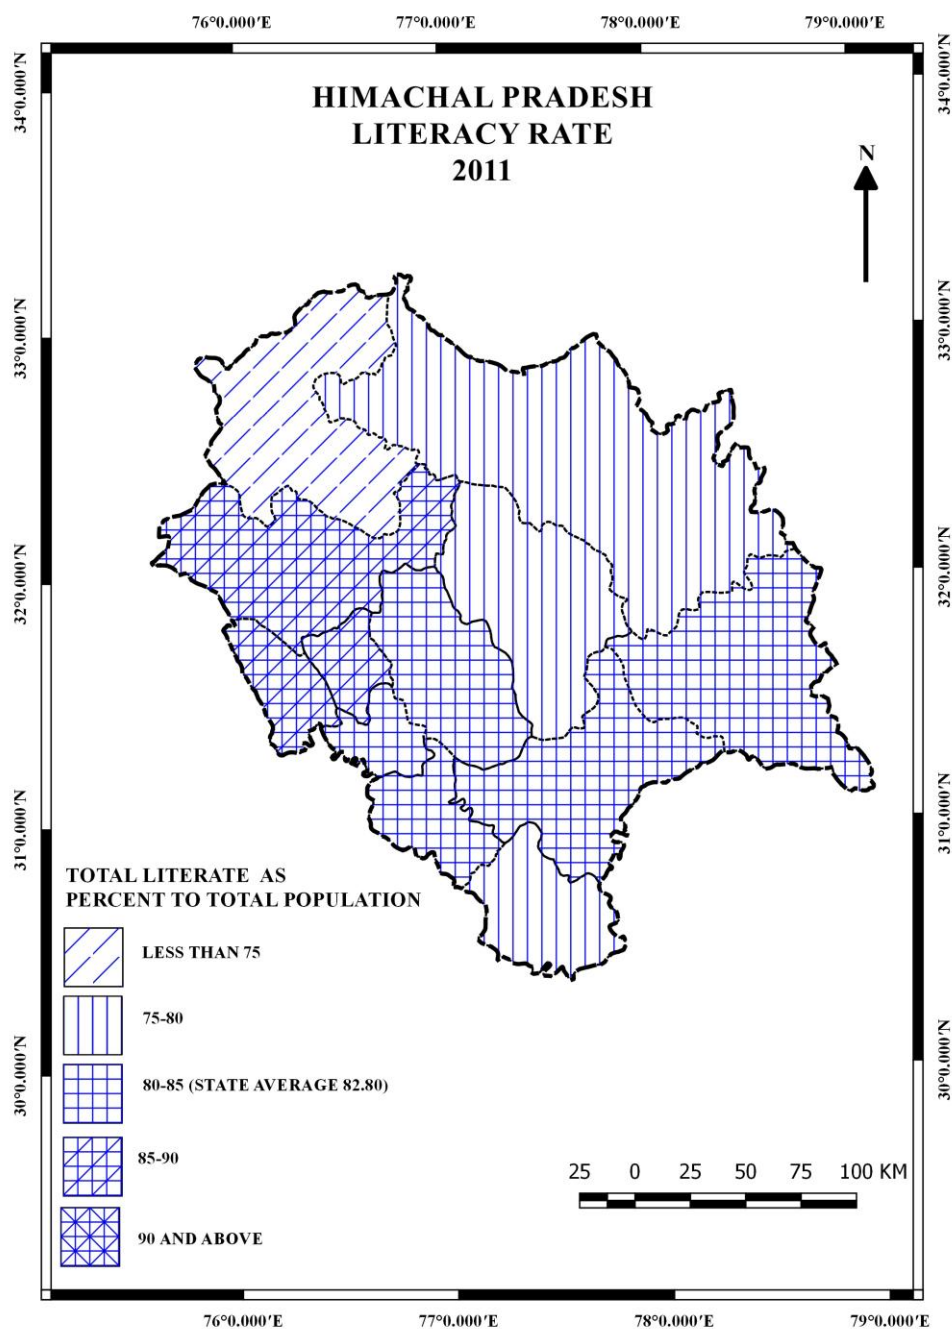 76°0.000′E 77°0.000′E 78°0.000′E 79°0.000′E
34°0.000′N
34°0.000′N
HIMACHAL PRADESH
LITERACY RATE
2011
N
33°0.000′N
33°0.000′N
32°0.000′N
32°0.000′N
31°0.000′N
31°0.000′N
TOTAL LITERATE AS
PERCENT TO TOTAL POPULATION
LESS THAN 75
75-80
80-85 (STATE AVERAGE 82.80)
85-90
90 AND ABOVE
30°0.000′N
30°0.000′N
25 0 25 50 75 100 KM
76°0.000′E 77°0.000′E 78°0.000′E 79°0.000′E